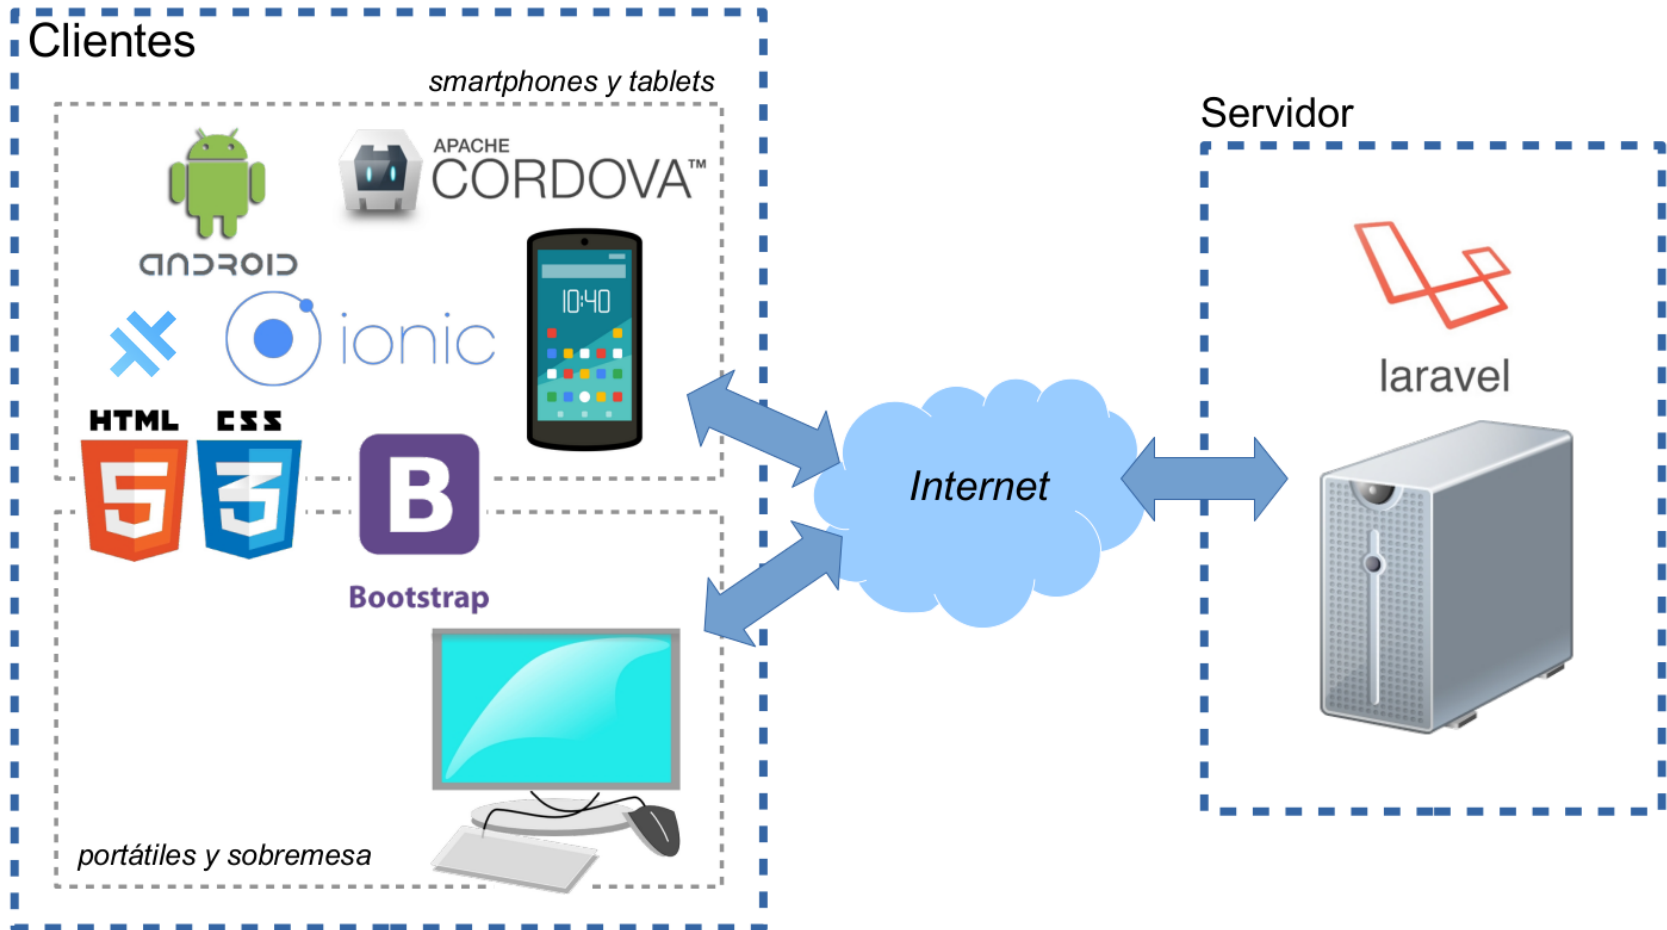 Clientes
smartphones y tablets
ANDROID
APACHE
CORDOVA™
10:40
ionic
HTML
CSS
5
3
B
Bootstrap
portátiles y sobremesa
Internet
Servidor
laravel